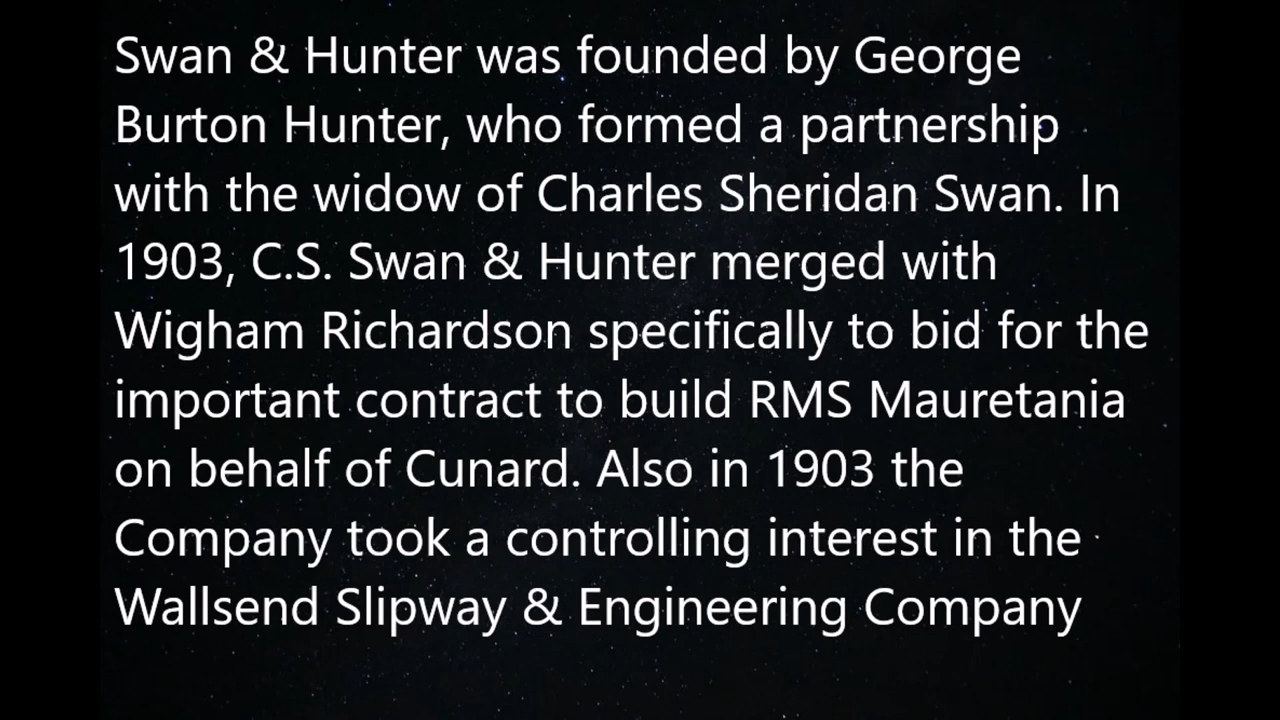 Swan & Hunter was founded by George
Burton Hunter, who formed a partnership
with the widow of Charles Sheridan Swan. In
1903, C.S. Swan & Hunter merged with
Wigham Richardson specifically to bid for the
important contract to build RMS Mauretania
on behalf of Cunard. Also in 1903 the
Company took a controlling interest in the
Wallsend Slipway & Engineering Company